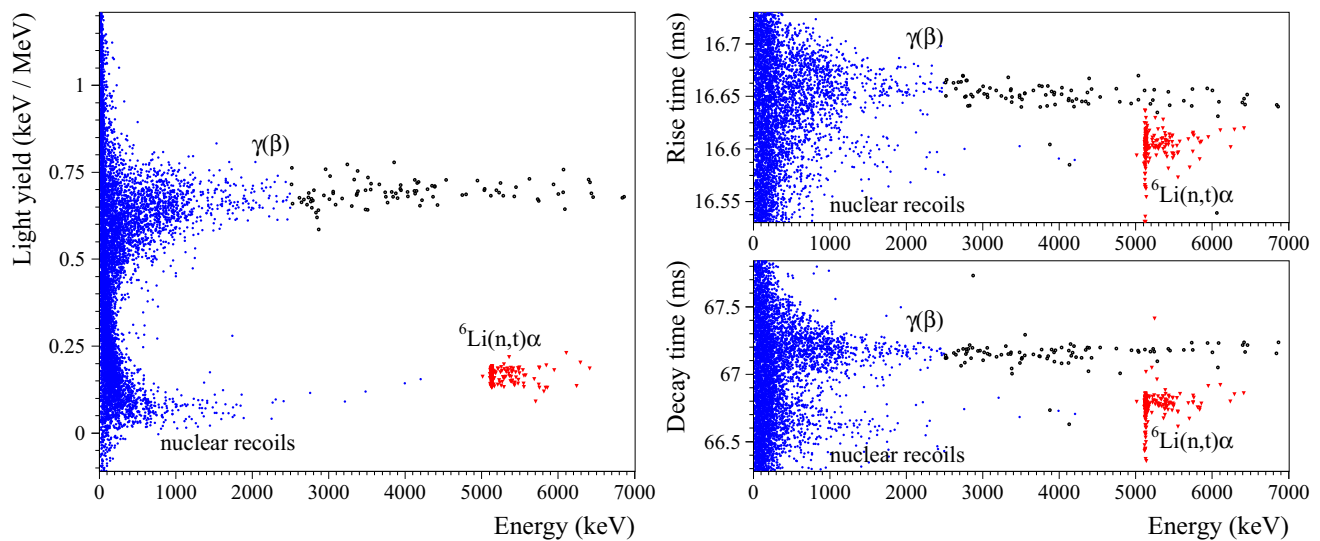 Light yield (keV / MeV)
1
0.75
0.5
0.25
0
γ(β)
⁶Li(n,t)α
nuclear recoils
0 1000 2000 3000 4000 5000 6000 7000
Energy (keV)
Rise time (ms)
16.7
16.65
16.6
16.55
γ(β)
⁶Li(n,t)α
nuclear recoils
0 1000 2000 3000 4000 5000 6000 7000
Decay time (ms)
67.5
67
66.5
γ(β)
⁶Li(n,t)α
nuclear recoils
0 1000 2000 3000 4000 5000 6000 7000
Energy (keV)